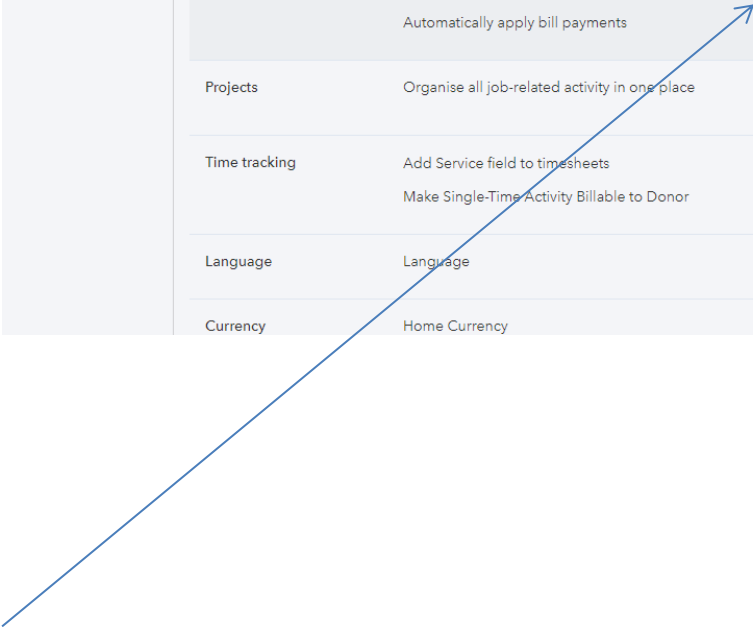 Automatically apply bill payments
Projects Organise all job-related activity in one place
Time tracking Add Service field to timesheets
Make Single-Time Activity Billable to Donor
Language Language
Currency Home Currency